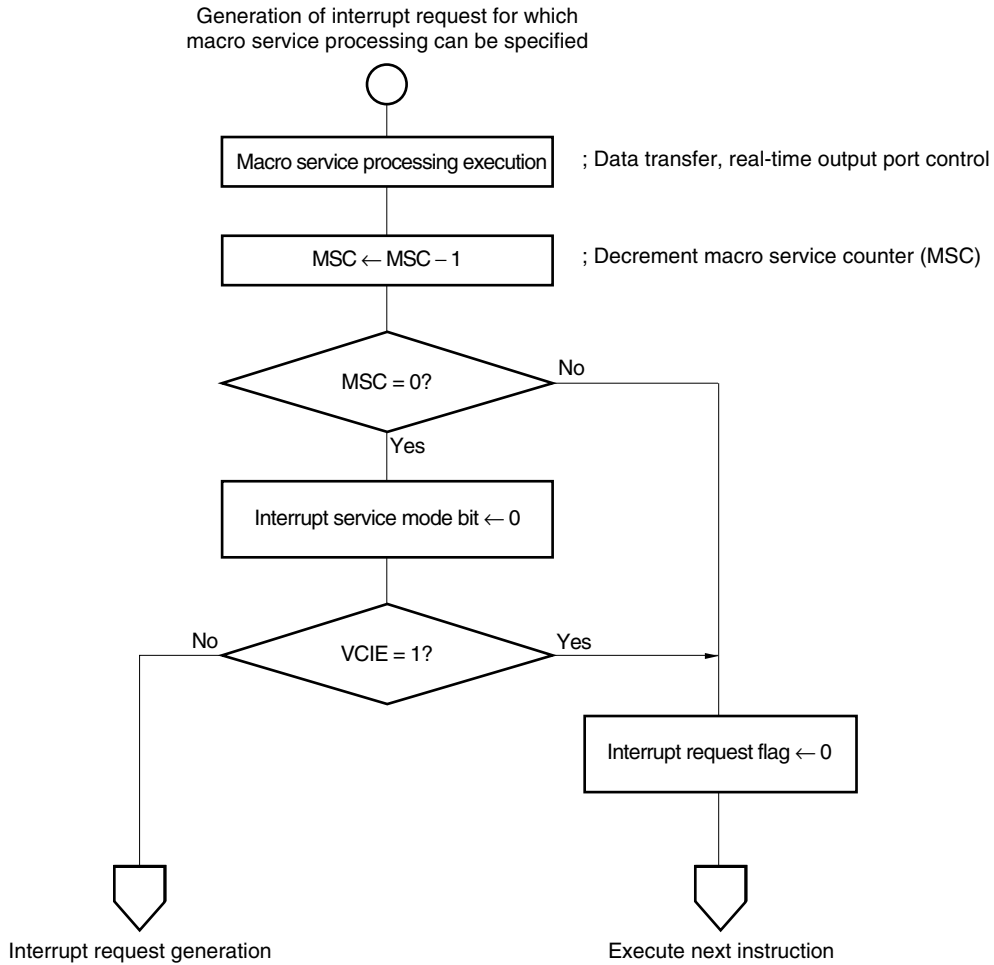 Generation of interrupt request for which
macro service processing can be specified
Macro service processing execution
; Data transfer, real-time output port control
MSC ← MSC – 1
; Decrement macro service counter (MSC)
MSC = 0?
No
Yes
Interrupt service mode bit ← 0
No
VCIE = 1?
Yes
Interrupt request flag ← 0
Interrupt request generation
Execute next instruction